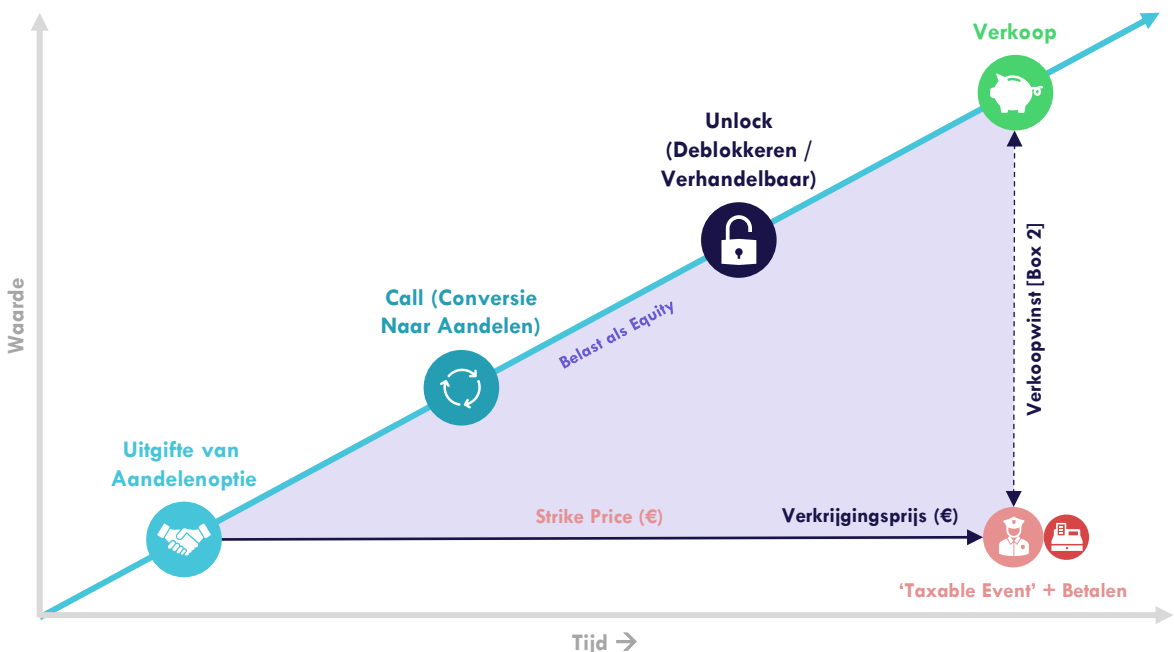 Verkoop
Unlock
(Deblokkeren /
Verhandelbaar)
Call (Conversie
Naar Aandelen)
Belast als Equity
Verkoopwinst [Box 2]
Waarde
Uitgifte van
Aandelenoptie
Strike Price (€)
Verkrijgingsprijs (€)
‘Taxable Event’ + Betalen
Tijd →